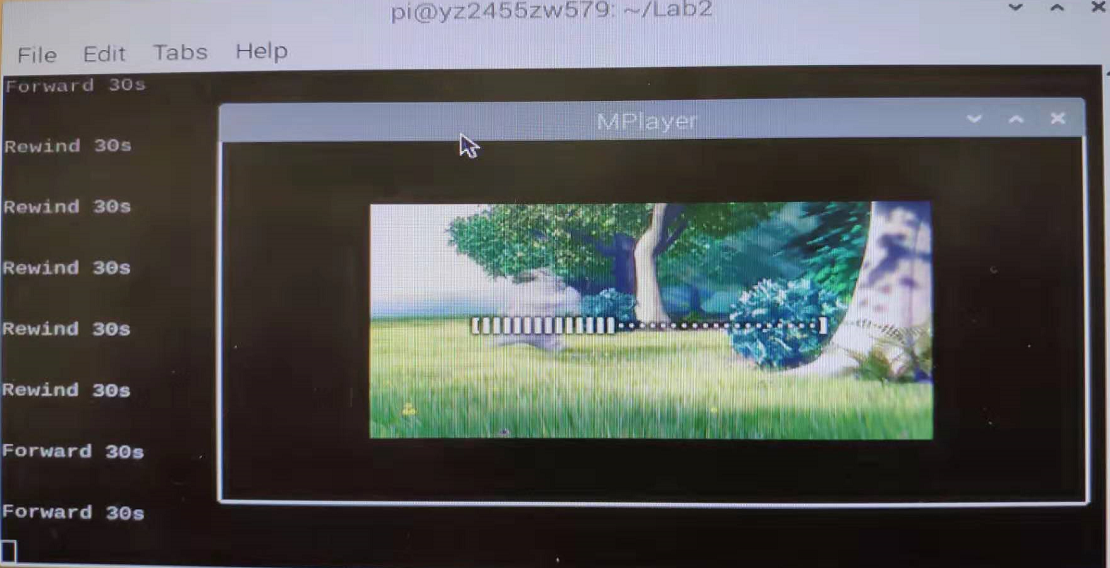 pi@yz2455zw579: ~/Lab2
File Edit Tabs Help
Forward 30s
MPlayer
Rewind 30s
Rewind 30s
Rewind 30s
Rewind 30s
Rewind 30s
Forward 30s
Forward 30s